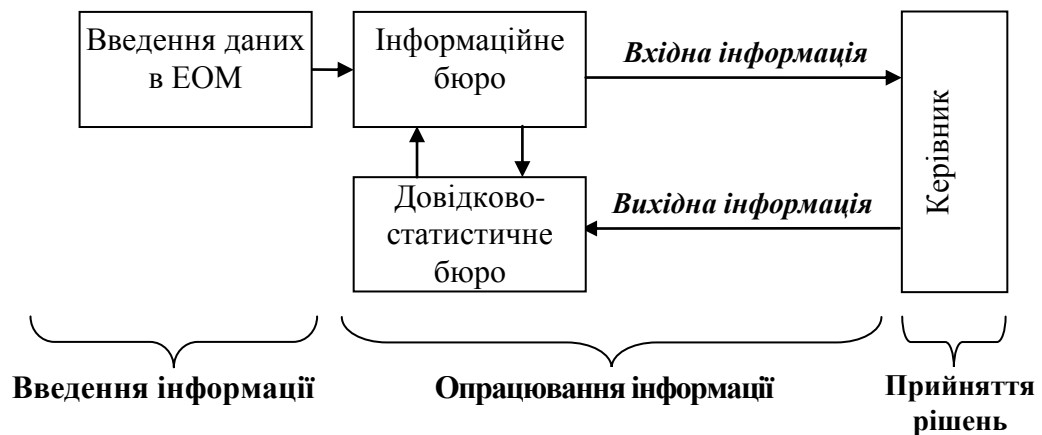 Введення даних
в ЕОМ
Інформаційне
бюро
Вхідна інформація
Керівник
Довідково-
статистичне
бюро
Вихідна інформація
Введення інформації
Опрацювання інформації
Прийняття
рішень